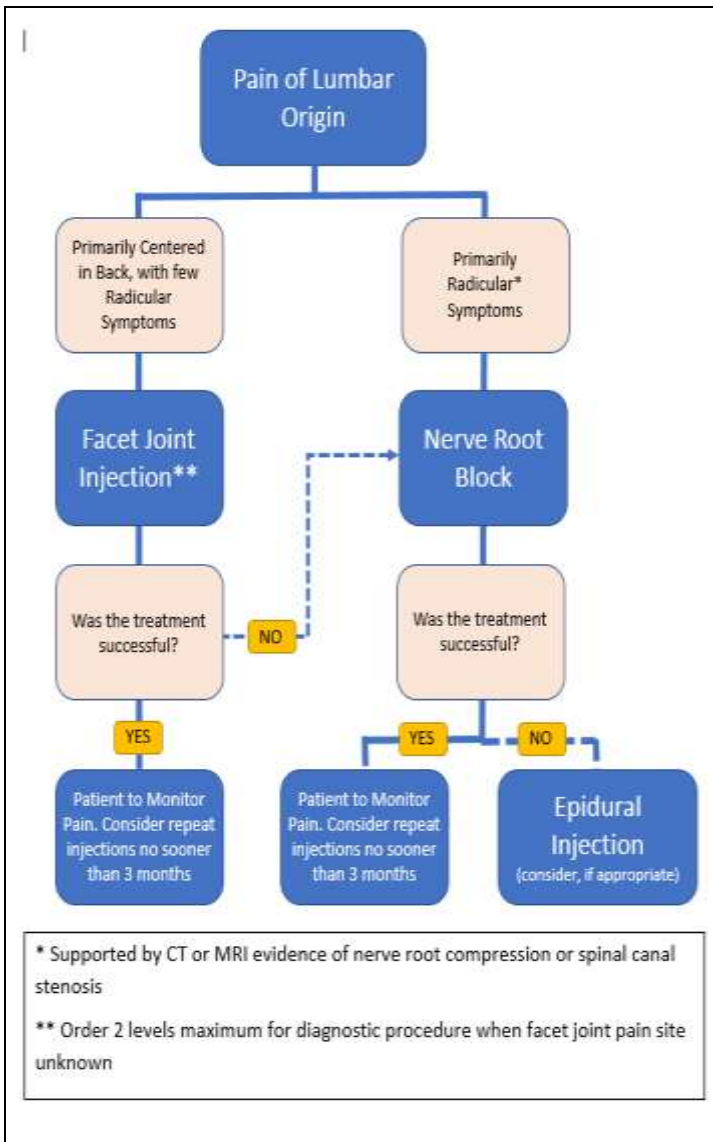 Pain of Lumbar
Origin
Primarily Centered
in Back, with few
Radicular
Symptoms
Primarily
Radicular*
Symptoms
Facet Joint
Injection**
Nerve Root
Block
Was the treatment
successful?
NO
Was the treatment
successful?
YES
YES
NO
Patient to Monitor
Pain. Consider repeat
injections no sooner
than 3 months
Patient to Monitor
Pain. Consider repeat
injections no sooner
than 3 months
Epidural
Injection
(consider, if appropriate)
* Supported by CT or MRI evidence of nerve root compression or spinal canal
stenosis
** Order 2 levels maximum for diagnostic procedure when facet joint pain site
unknown